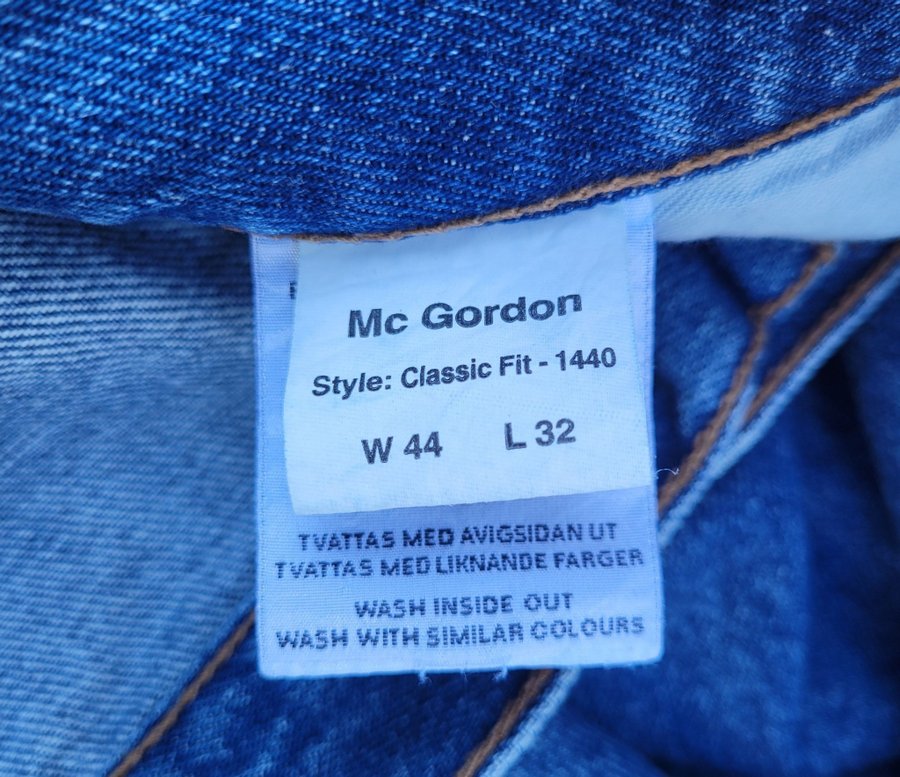 Mc Gordon
Style: Classic Fit - 1440
W 44 L 32
TVATTAS MED AVIGSIDAN UT
TVATTAS MED LIKNANDE FARGER
WASH INSIDE OUT
WASH WITH SIMILAR COLOURS